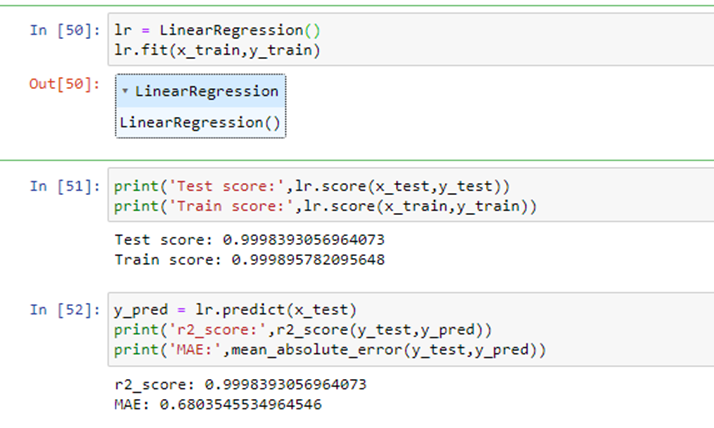 In [50]: lr = LinearRegression()
lr.fit(x_train,y_train)
Out[50]: ▾ LinearRegression
LinearRegression()
In [51]: print('Test score:',lr.score(x_test,y_test))
print('Train score:',lr.score(x_train,y_train))
Test score: 0.9998393056964073
Train score: 0.999895782095648
In [52]: y_pred = lr.predict(x_test)
print('r2_score:',r2_score(y_test,y_pred))
print('MAE:',mean_absolute_error(y_test,y_pred))
r2_score: 0.9998393056964073
MAE: 0.6803545534964546